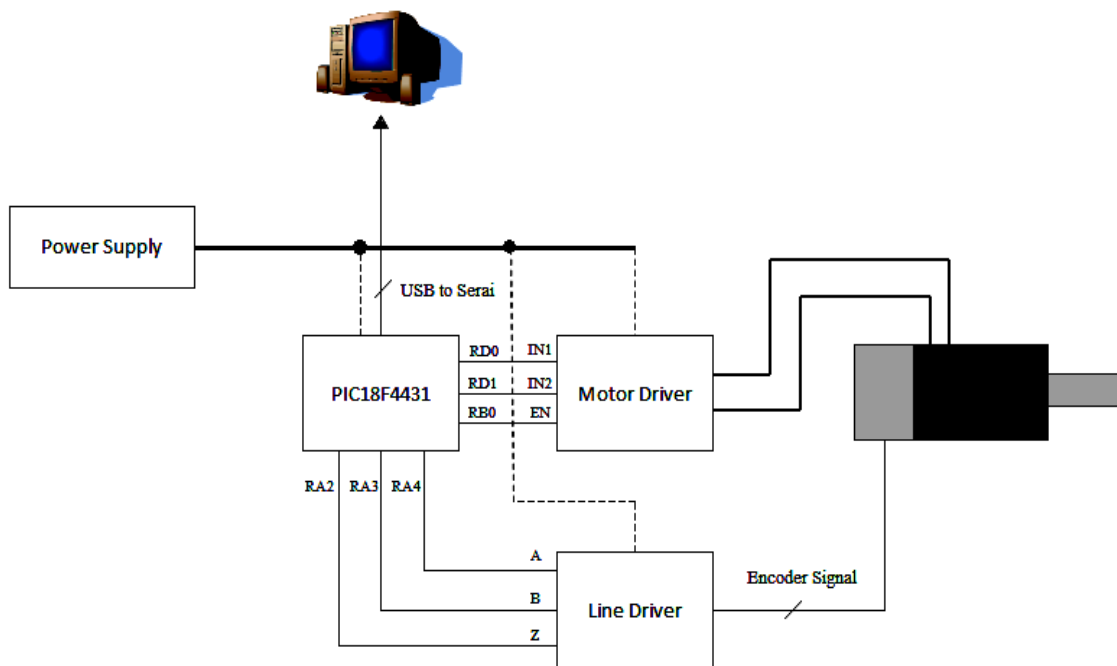 Power Supply
USB to Serai
RD0
IN1
PIC18F4431
RD1
IN2
Motor Driver
RB0
EN
RA2
RA3
RA4
A
Encoder Signal
B
Line Driver
Z